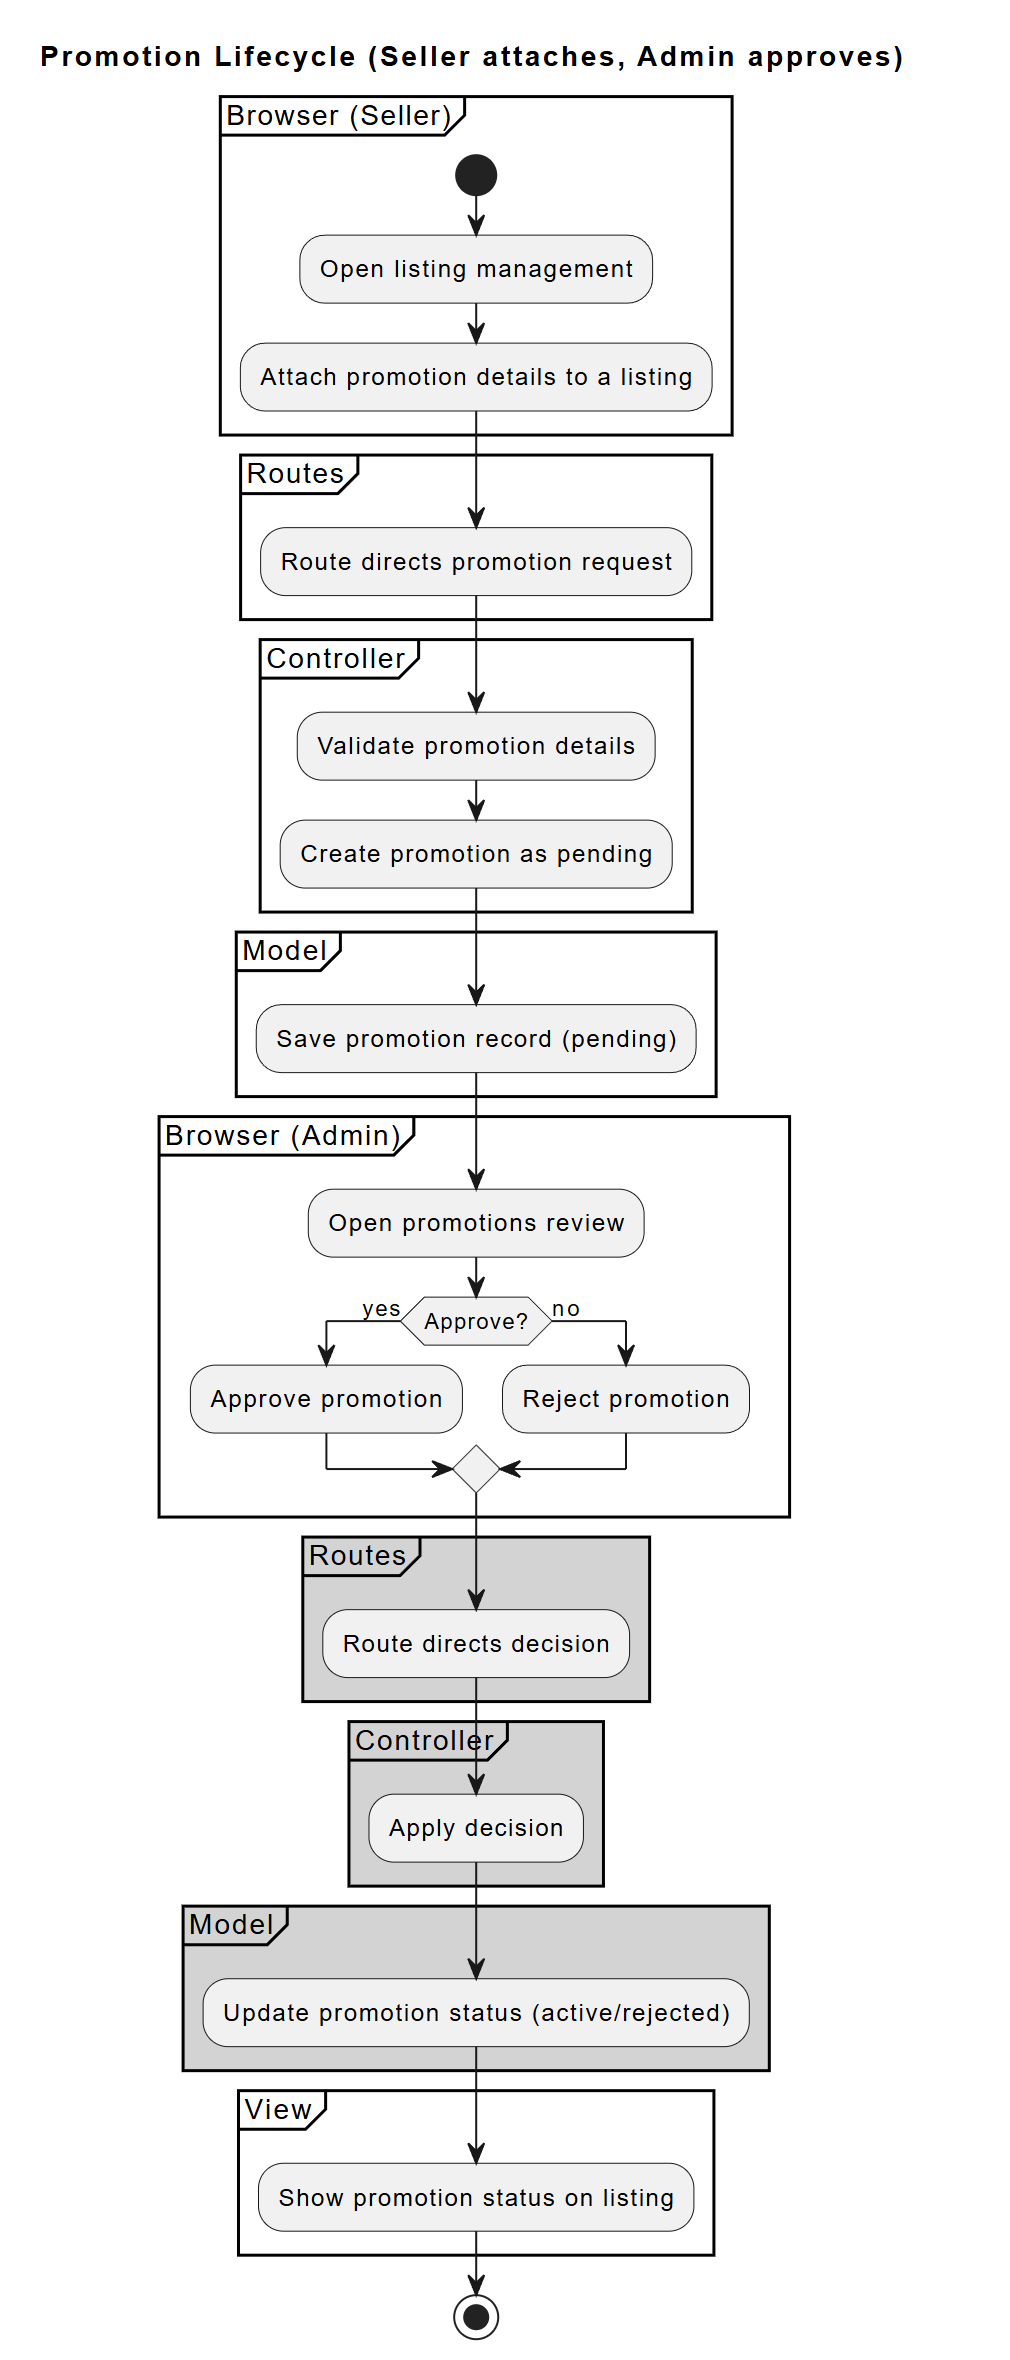 Promotion Lifecycle (Seller attaches, Admin approves)
Browser (Seller)
Open listing management
Attach promotion details to a listing
Routes
Route directs promotion request
Controller
Validate promotion details
Create promotion as pending
Model
Save promotion record (pending)
Browser (Admin)
Open promotions review
yes
Approve?
no
Approve promotion
Reject promotion
Routes
Route directs decision
Controller
Apply decision
Model
Update promotion status (active/rejected)
View
Show promotion status on listing